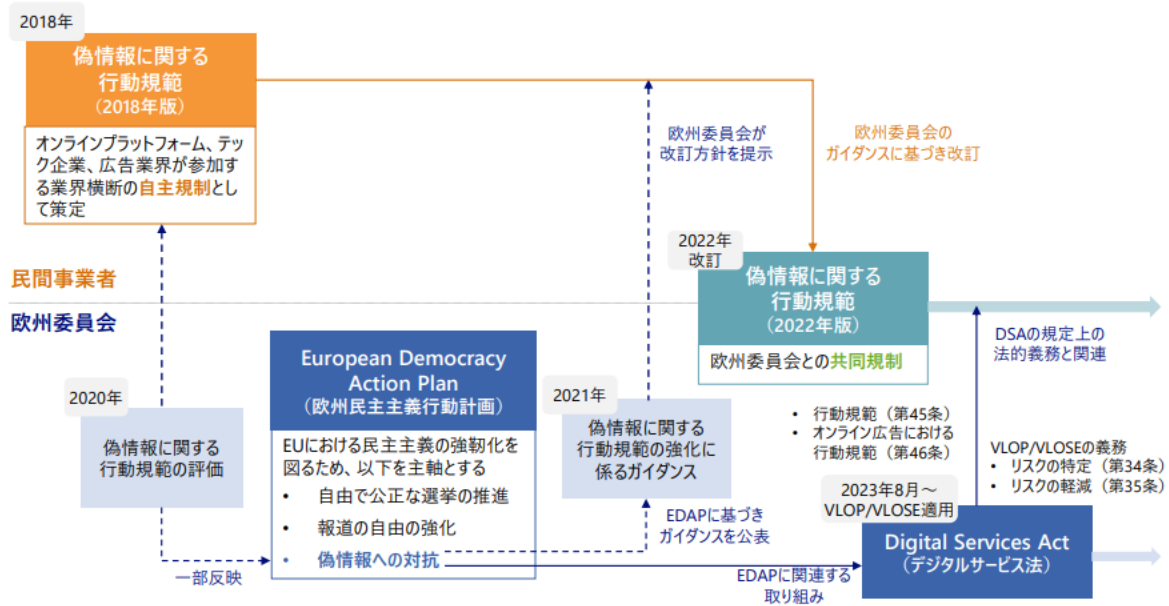 2018年
偽情報に関する
行動規範
（2018年版）
オンラインプラットフォーム、テッ
ク企業、広告業界が参加す
る業界横断の自主規制とし
て策定
欧州委員会が
改訂方針を提示
欧州委員会の
ガイダンスに基づき改訂
民間事業者
欧州委員会
2022年
改訂
偽情報に関する
行動規範
（2022年版）
欧州委員会との共同規制
DSAの規定上の
法的義務と関連
2020年
偽情報に関する
行動規範の評価
一部反映
European Democracy
Action Plan
（欧州民主主義行動計画）
EUにおける民主主義の強靭化を
図るため、以下を主軸とする
• 自由で公正な選挙の推進
• 報道の自由の強化
• 偽情報への対抗
2021年
偽情報に関する
行動規範の強化に
係るガイダンス
EDAPに基づき
ガイダンスを公表
EDAPに関連する
取り組み
• 行動規範（第45条）
• オンライン広告における
行動規範（第46条）
VLOP/VLOSEの義務
• リスクの特定（第34条）
• リスクの軽減（第35条）
2023年8月～
VLOP/VLOSE適用
Digital Services Act
（デジタルサービス法）